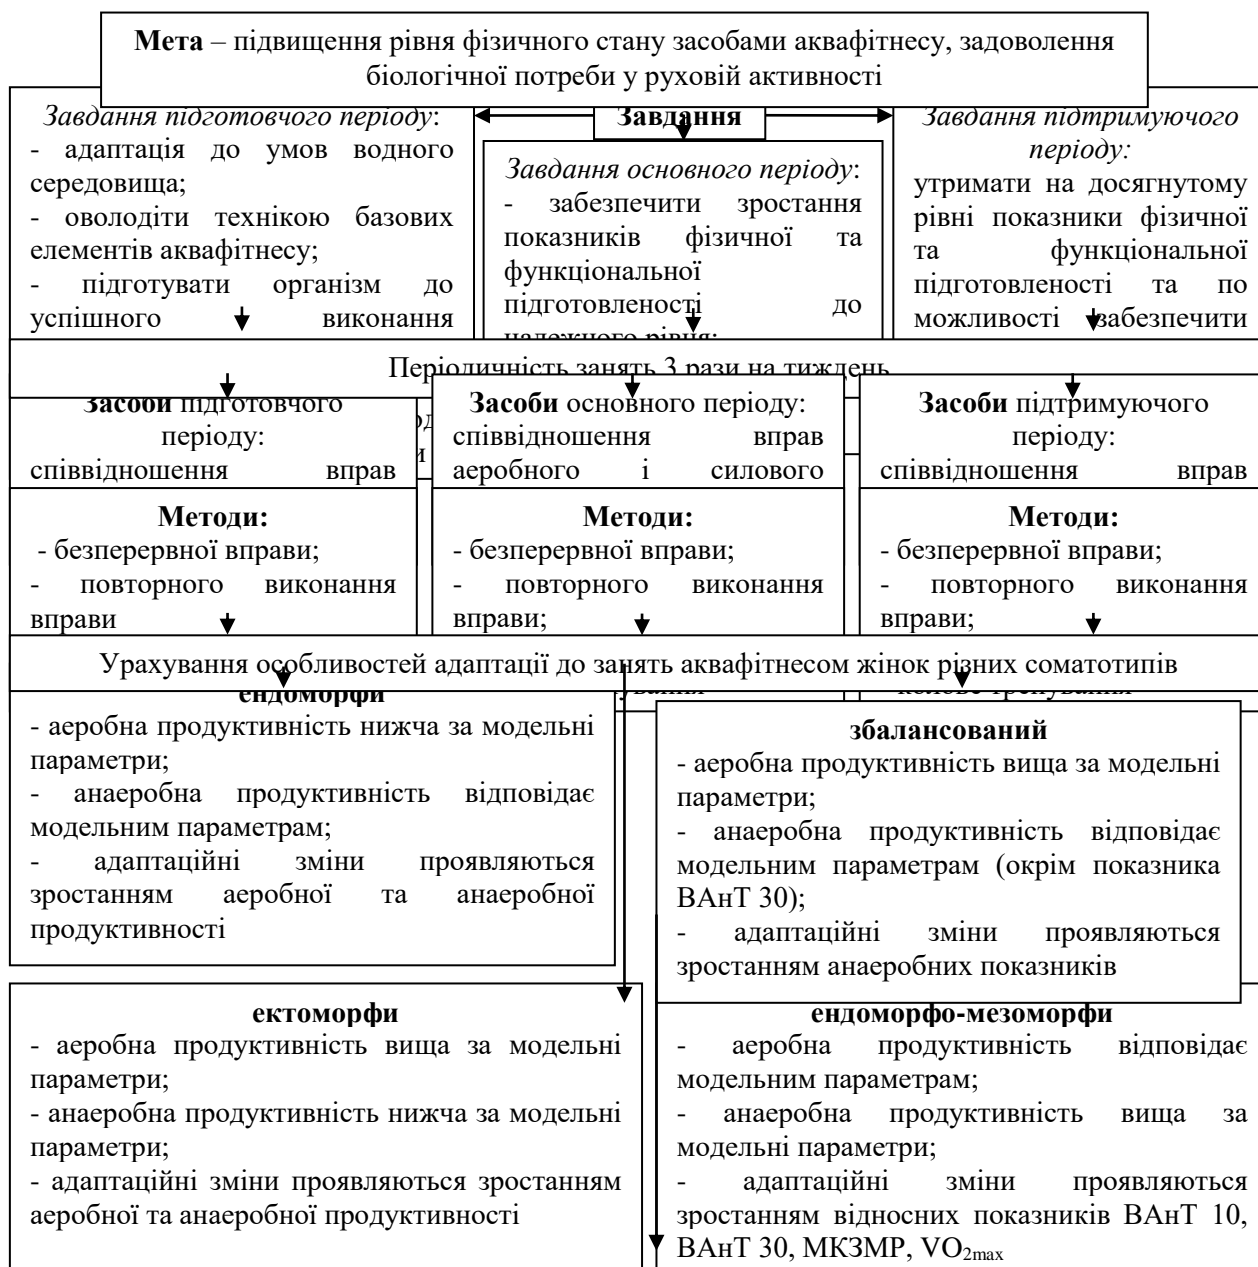 Мета – підвищення рівня фізичного стану засобами аквафітнесу, задоволення
біологічної потреби у руховій активності
Завдання
Завдання підготовчого періоду:
- адаптація до умов водного
середовища;
- оволодіти технікою базових
елементів аквафітнесу;
- підготувати організм до
успішного виконання
Завдання основного періоду:
- забезпечити зростання
показників фізичної та
функціональної
підготовленості до
належного рівня;
Завдання підтримуючого
періоду:
утримати на досягнутому
рівні показники фізичної
та функціональної
підготовленості та по
можливості забезпечити
Періодичність занять 3 рази на тиждень
Засоби підготовчого
періоду:
співвідношення вправ
Засоби основного періоду:
співвідношення вправ
аеробного і силового
Засоби підтримуючого
періоду:
співвідношення вправ
Методи:
- безперервної вправи;
- повторного виконання
вправи
Методи:
- безперервної вправи;
- повторного виконання
вправи;
Методи:
- безперервної вправи;
- повторного виконання
вправи;
колове тренування
Урахування особливостей адаптації до занять аквафітнесом жінок різних соматотипів
ендоморфи
- аеробна продуктивність нижча за модельні
параметри;
- анаеробна продуктивність відповідає
модельним параметрам;
- адаптаційні зміни проявляються
зростанням аеробної та анаеробної
продуктивності
збалансований
- аеробна продуктивність вища за модельні
параметри;
- анаеробна продуктивність відповідає
модельним параметрам (окрім показника
ВАнТ 30);
- адаптаційні зміни проявляються
зростанням анаеробних показників
ектоморфи
- аеробна продуктивність вища за модельні
параметри;
- анаеробна продуктивність нижча за модельні
параметри;
- адаптаційні зміни проявляються зростанням
аеробної та анаеробної продуктивності
ендоморфо-мезоморфи
- аеробна продуктивність відповідає
модельним параметрам;
- анаеробна продуктивність вища за
модельні параметри;
- адаптаційні зміни проявляються
зростанням відносних показників ВАнТ 10,
ВАнТ 30, МКЗМР, VO2max